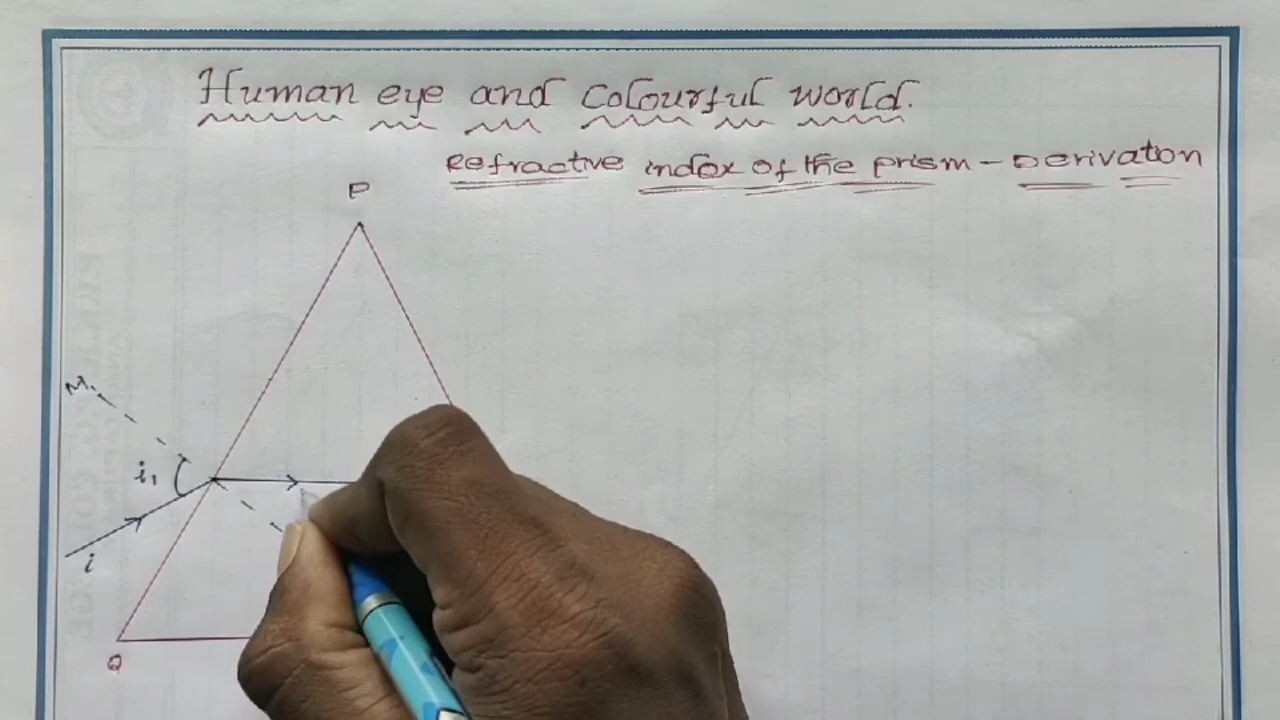 Human eye and Colourful world.
Refractive index of the prism - Derivation
P
i₁
i
Q